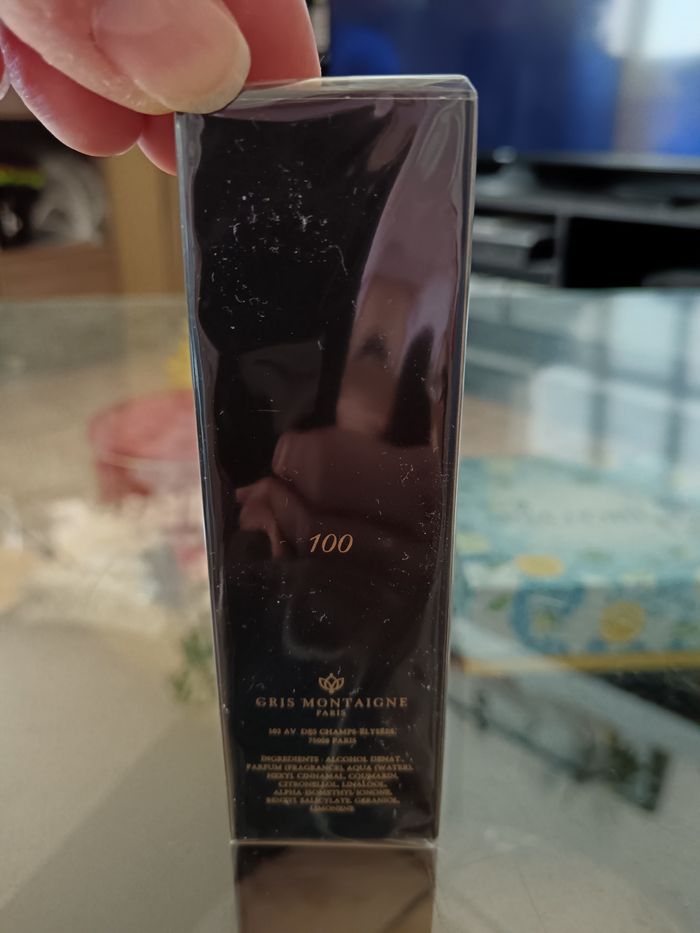 100
GRIS MONTAIGNE
PARIS
102 AV. DES CHAMPS-ÉLYSÉES,
75008 PARIS
INGREDIENTS : ALCOHOL DENAT.,
PARFUM (FRAGRANCE), AQUA (WATER),
HEXYL CINNAMAL, COUMARIN,
CITRONELLOL, LINALOOL,
ALPHA-ISOMETHYL IONONE,
BENZYL SALICYLATE, GERANIOL,
LIMONENE